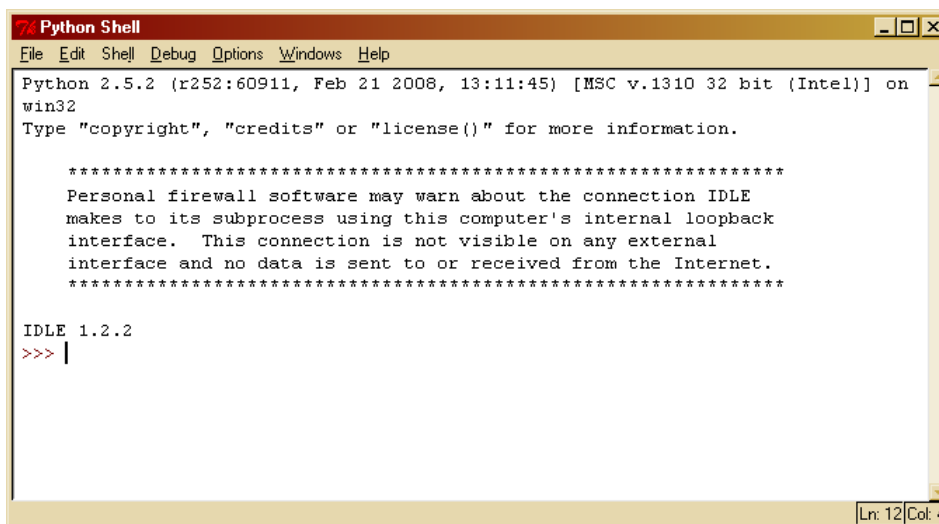 Python Shell
File Edit Shell Debug Options Windows Help
Python 2.5.2 (r252:60911, Feb 21 2008, 13:11:45) [MSC v.1310 32 bit (Intel)] on
win32
Type "copyright", "credits" or "license()" for more information.
****************************************************************
Personal firewall software may warn about the connection IDLE
makes to its subprocess using this computer's internal loopback
interface.  This connection is not visible on any external
interface and no data is sent to or received from the Internet.
****************************************************************
IDLE 1.2.2
>>>
Ln: 12 Col: